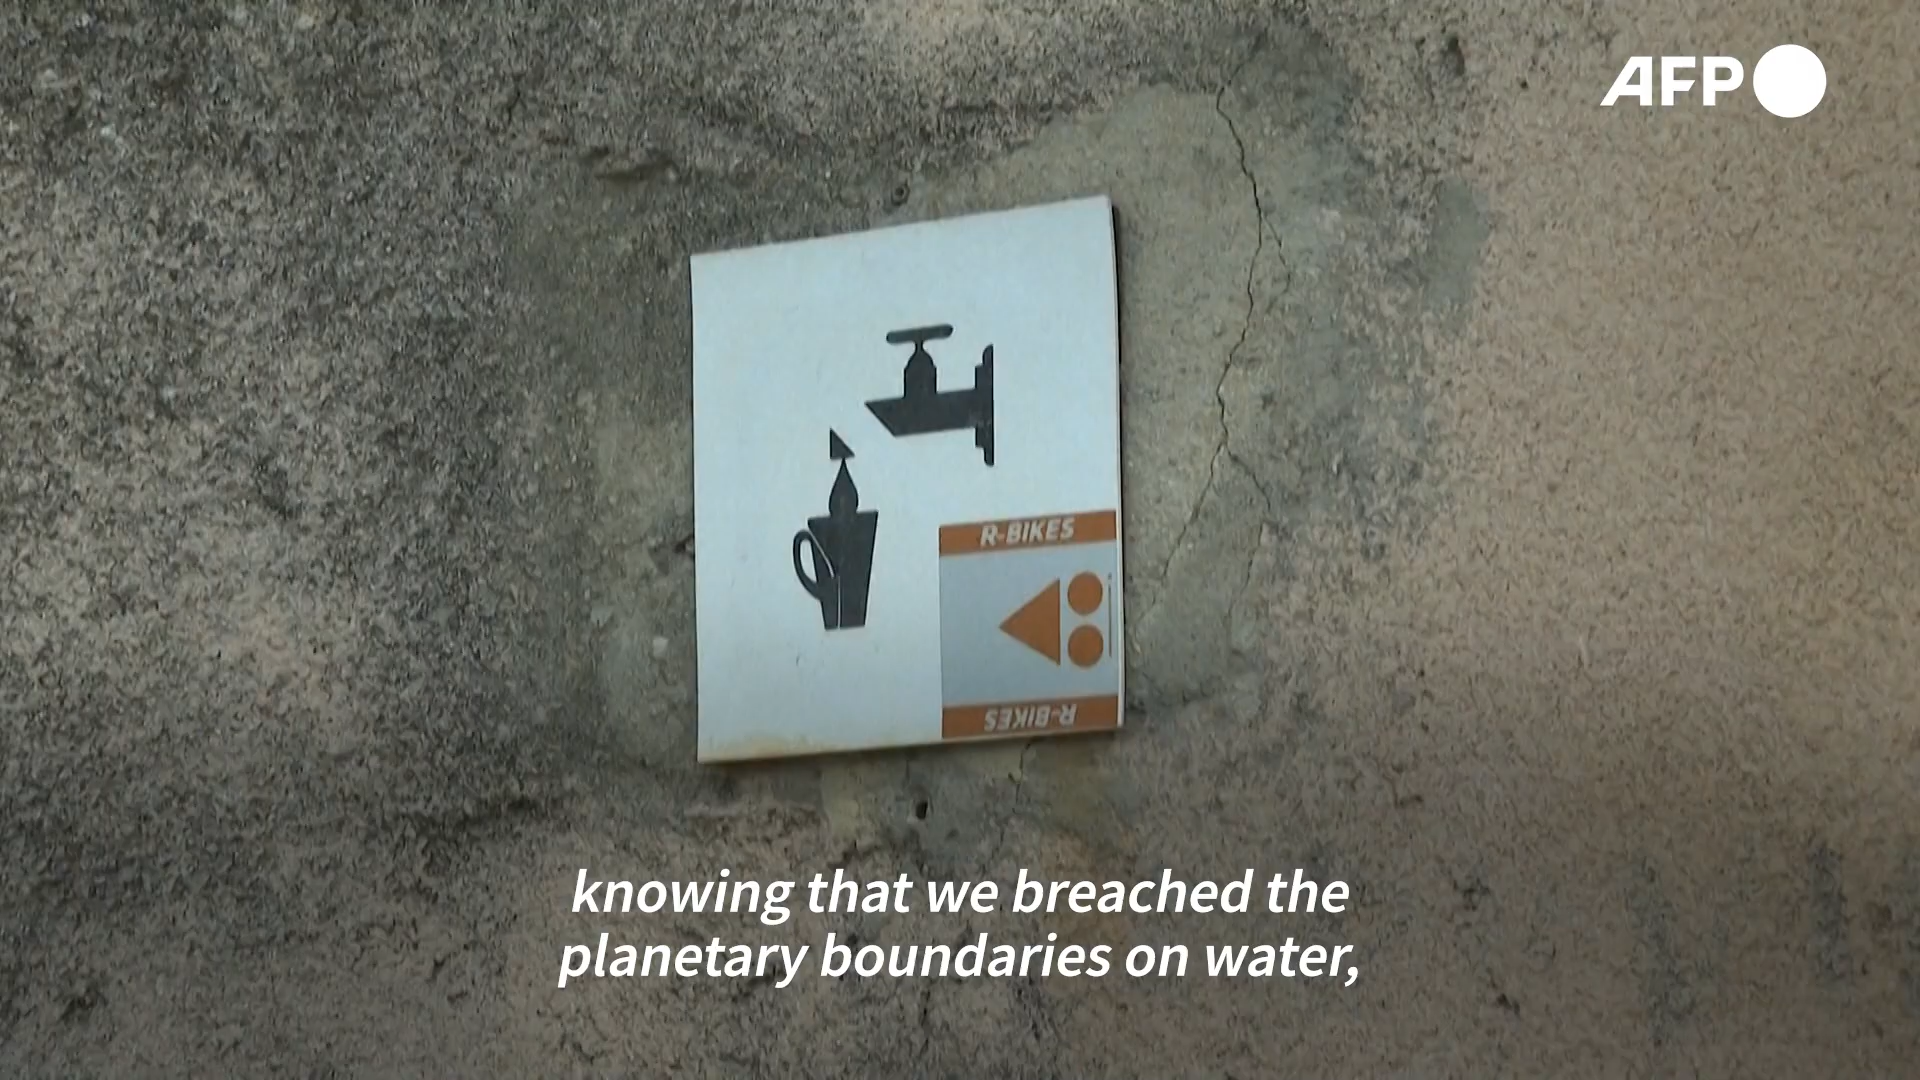 AFP
R-BIKES
R-BIKES
knowing that we breached the
planetary boundaries on water,